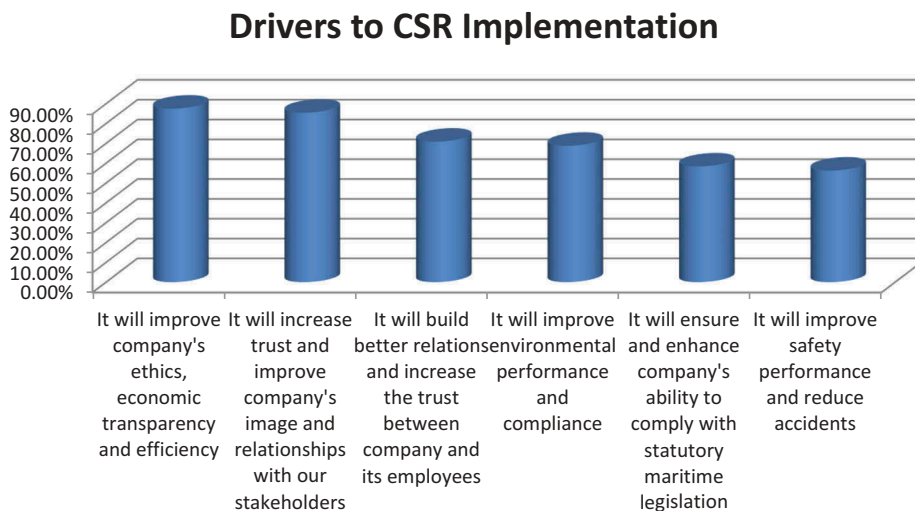 Drivers to CSR Implementation
90.00%
80.00%
70.00%
60.00%
50.00%
40.00%
30.00%
20.00%
10.00%
0.00%
It will improve
company's
ethics,
economic
transparency
and efficiency
It will increase
trust and
improve
company's
image and
relationships
with our
stakeholders
It will build
better relations
and increase
the trust
between
company and
its employees
It will improve
environmental
performance
and
compliance
It will ensure
and enhance
company's
ability to
comply with
statutory
maritime
legislation
It will improve
safety
performance
and reduce
accidents